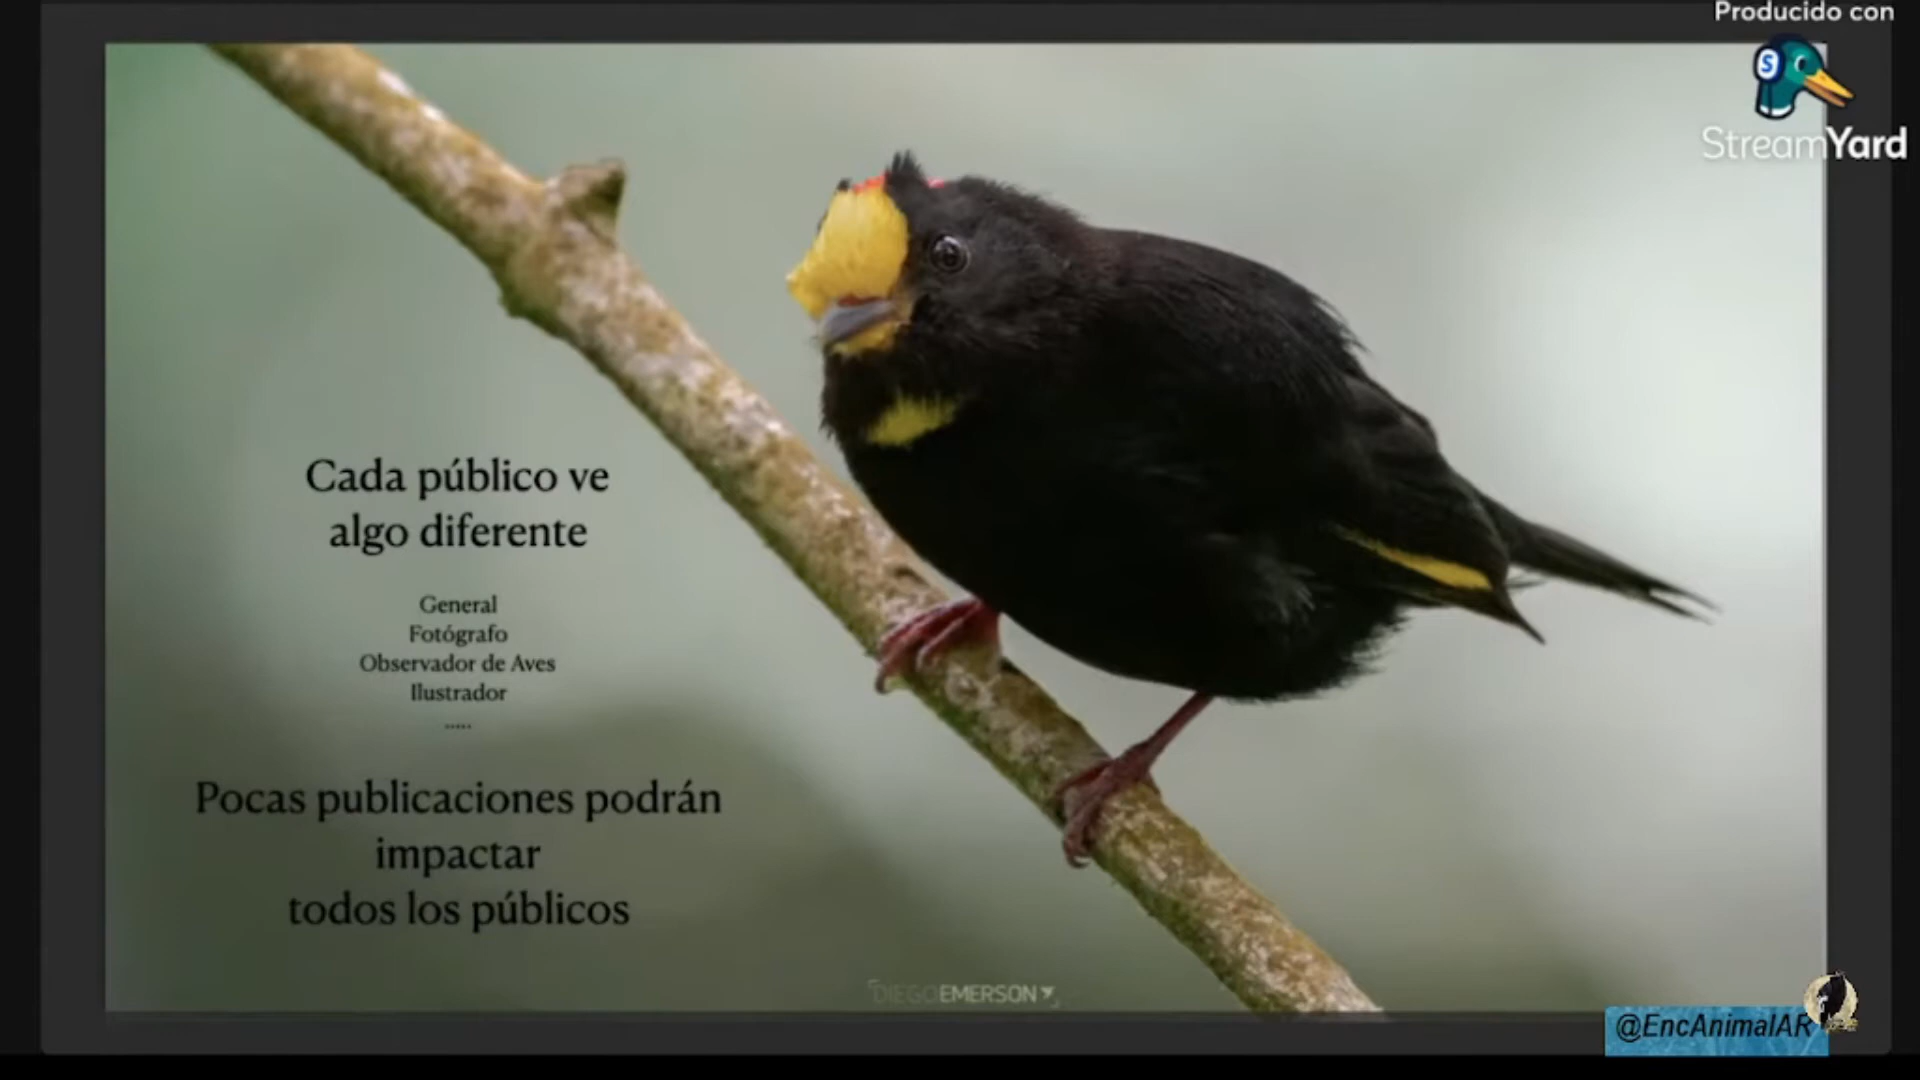 Producido con
S
StreamYard
Cada público ve
algo diferente
General
Fotógrafo
Observador de Aves
Ilustrador
.....
Pocas publicaciones podrán
impactar
todos los públicos
DIEGOEMERSON
@EncAnimalAR